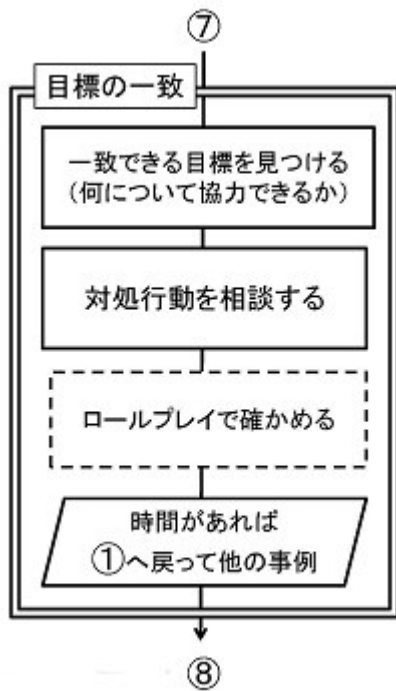 ⑦
目標の一致
一致できる目標を見つける
(何について協力できるか)
対処行動を相談する
ロールプレイで確かめる
時間があれば
①へ戻って他の事例
⑧